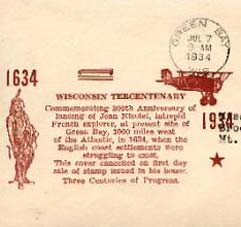 GREEN BAY
JUL 7
9 AM
1934
1634
WISCONSIN TERCENTENARY
Commemorating 300th Anniversary of
landing of Jean Nicolet, intrepid
French explorer, at present site of
Green Bay, 1000 miles west
of the Atlantic, in 1634, when the
English coast settlements were
struggling to exist.
This cover cancelled on first day
sale of stamp issued in his honor.
Three Centuries of Progress.
1934
Mt.